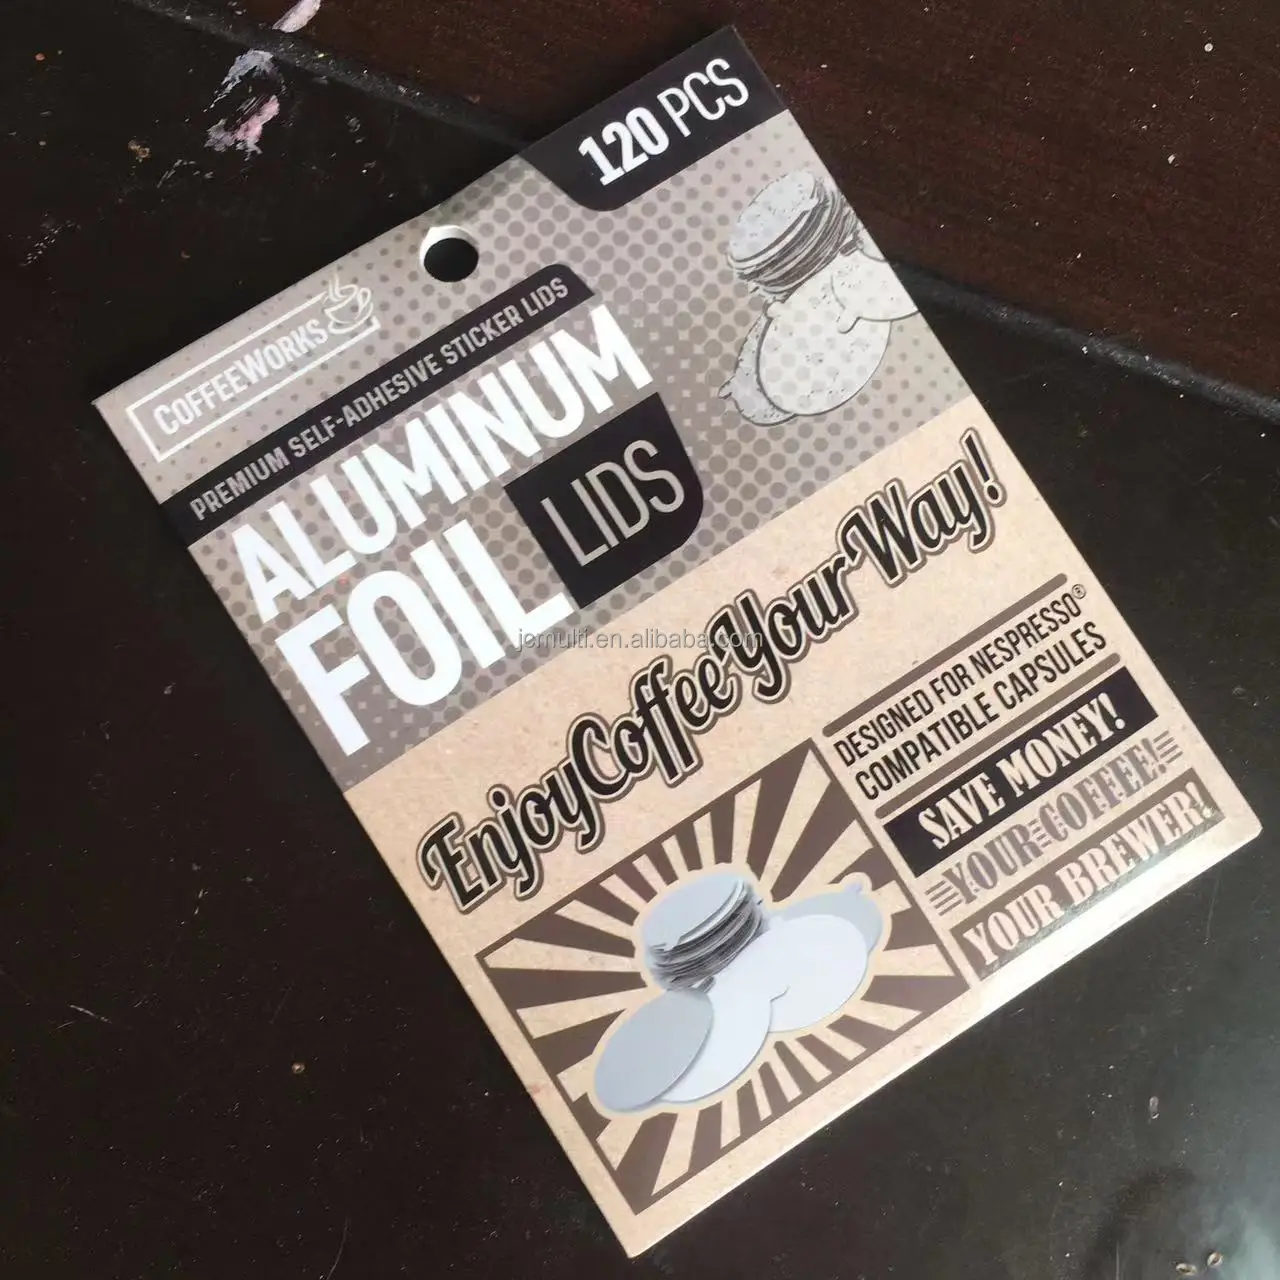 120 PCS
COFFEEWORKS
PREMIUM SELF-ADHESIVE STICKER LIDS
ALUMINUM
FOIL LIDS
jcmulti.en.alibaba.com
Enjoy Coffee Your Way!
DESIGNED FOR NESPRESSO®
COMPATIBLE CAPSULES
SAVE MONEY!
YOUR COFFEE!
YOUR BREWER!